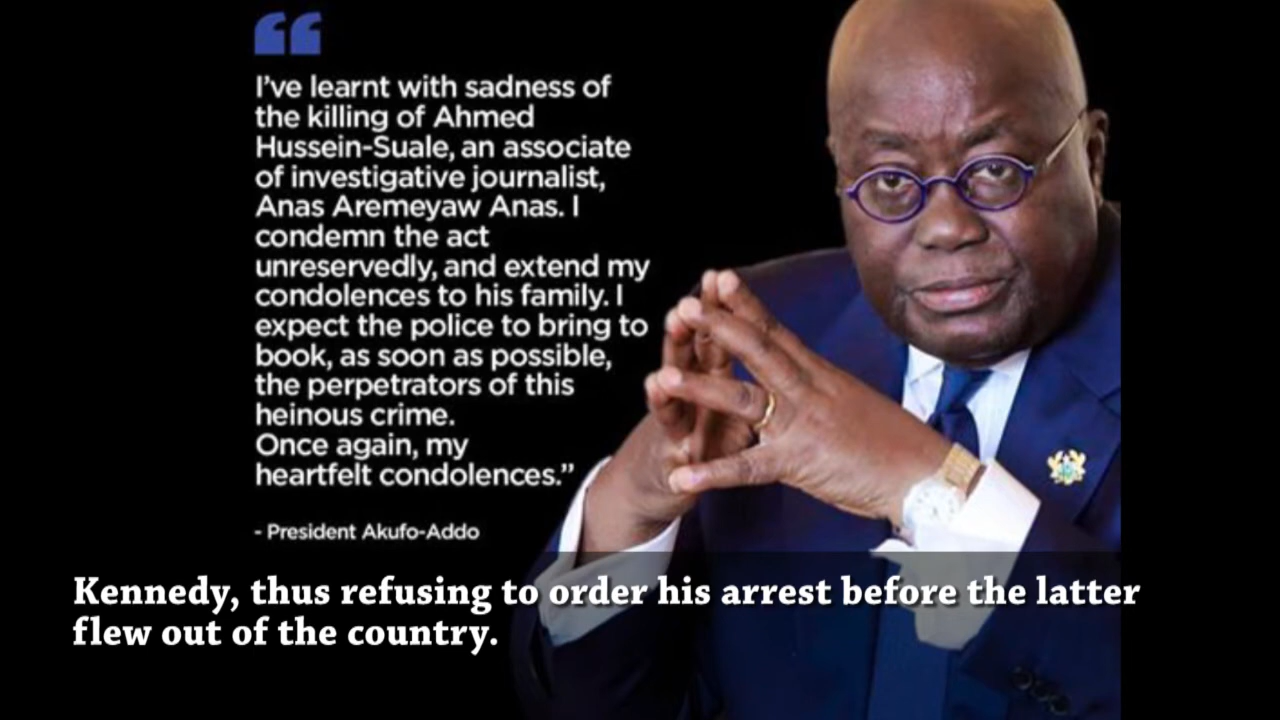 “
I’ve learnt with sadness of
the killing of Ahmed
Hussein-Suale, an associate
of investigative journalist,
Anas Aremeyaw Anas. I
condemn the act
unreservedly, and extend my
condolences to his family. I
expect the police to bring to
book, as soon as possible,
the perpetrators of this
heinous crime.
Once again, my
heartfelt condolences.”
- President Akufo-Addo
Kennedy, thus refusing to order his arrest before the latter
flew out of the country.